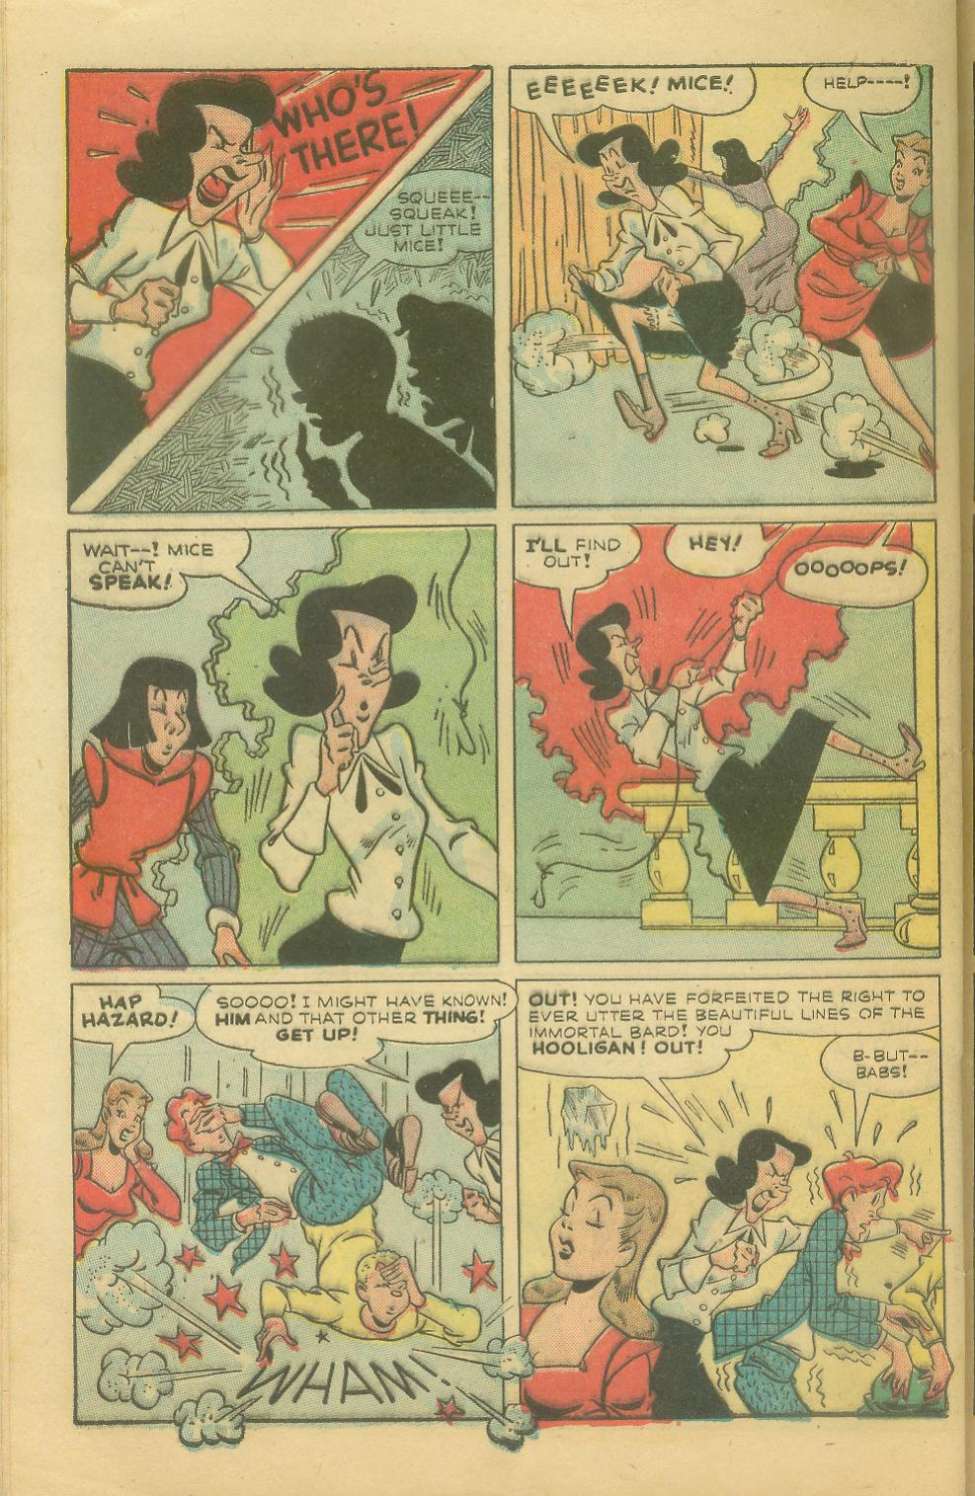 WHO'S
THERE!
SQUEEE--
SQUEAK!
JUST LITTLE
MICE!
EEEEEEK! MICE!
HELP----!
WAIT--! MICE
CAN'T
SPEAK!
I'LL FIND
OUT!
HEY!
OOOOOPS!
HAP
HAZARD!
SOOOO! I MIGHT HAVE KNOWN!
HIM AND THAT OTHER THING!
GET UP!
WHAM!
OUT! YOU HAVE FORFEITED THE RIGHT TO
EVER UTTER THE BEAUTIFUL LINES OF THE
IMMORTAL BARD! YOU
HOOLIGAN! OUT!
B-BUT--
BABS!